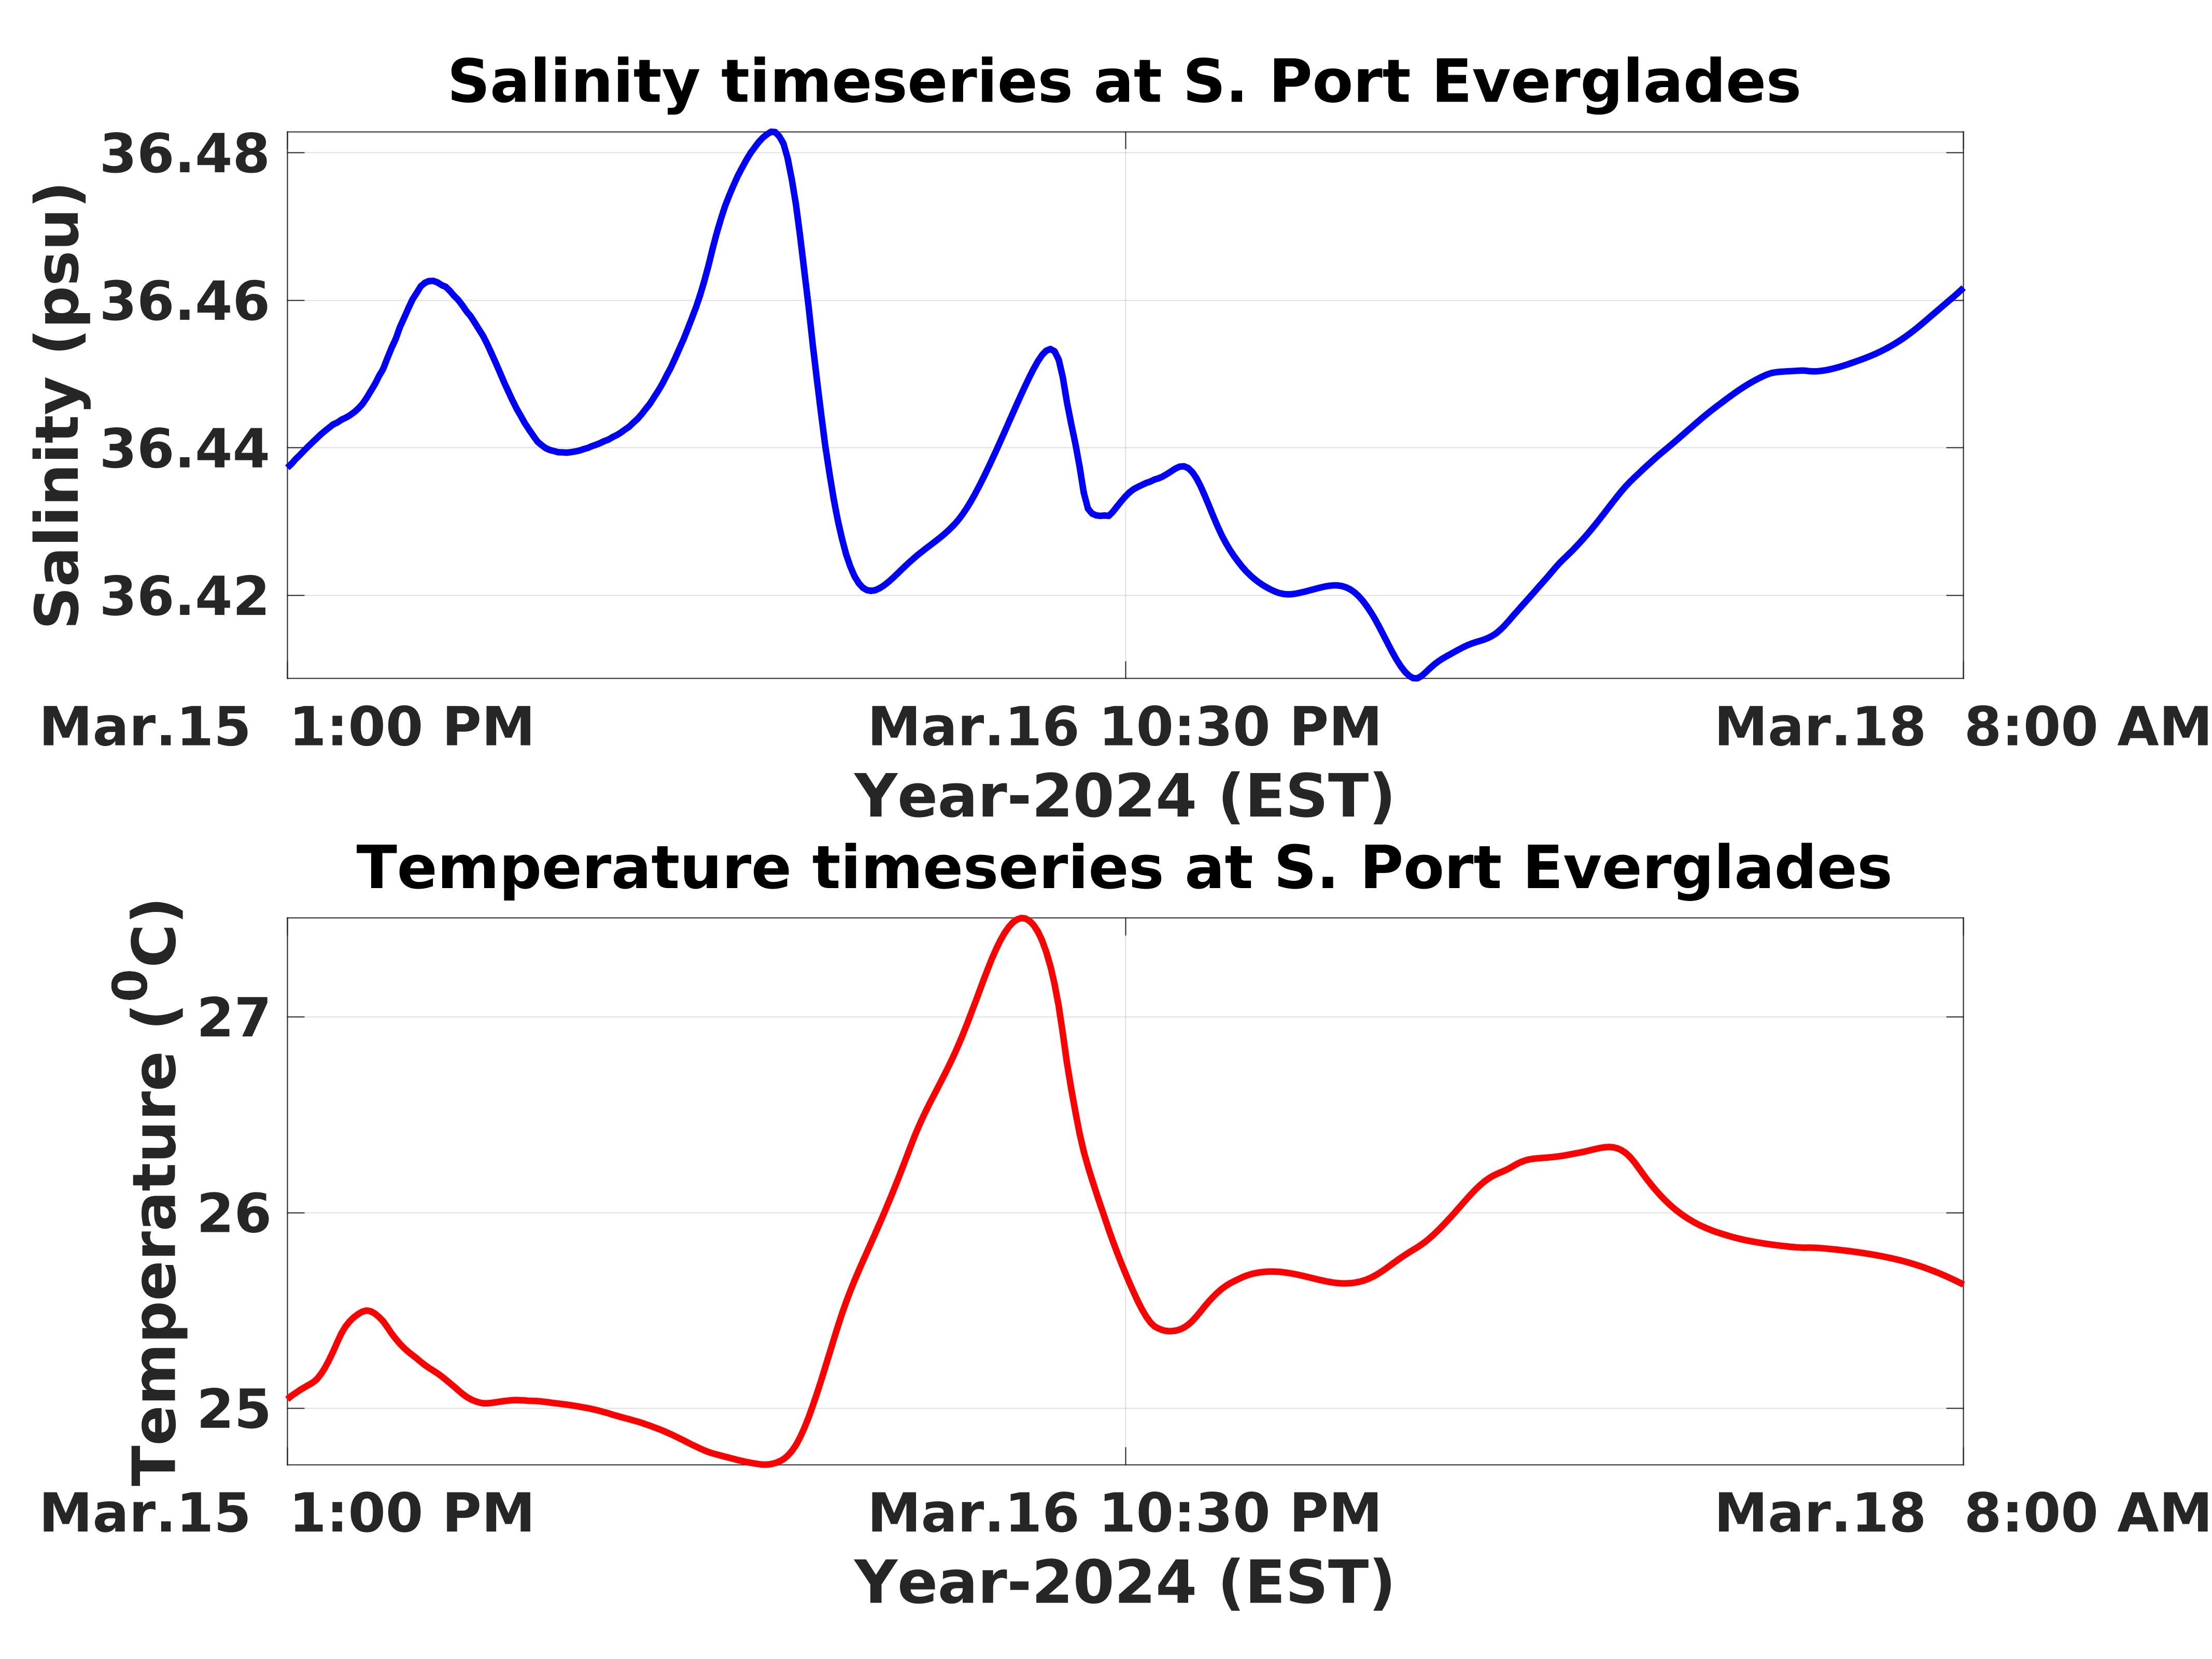 Salinity timeseries at S. Port Everglades
Salinity (psu)
36.48
36.46
36.44
36.42
Mar.15  1:00 PM
Mar.16 10:30 PM
Mar.18  8:00 AM
Year-2024 (EST)
Temperature timeseries at S. Port Everglades
Temperature (⁰C)
27
26
25
Mar.15  1:00 PM
Mar.16 10:30 PM
Mar.18  8:00 AM
Year-2024 (EST)